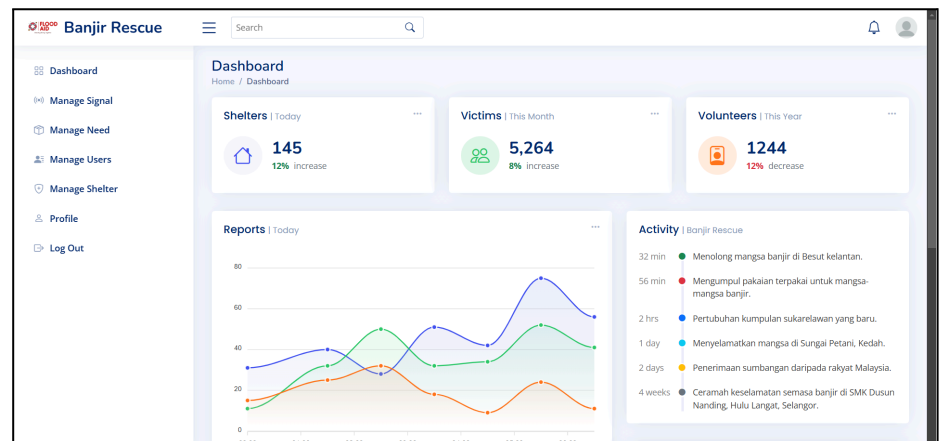 FLOOD
AID
Banjir Rescue
Search
Dashboard
Home / Dashboard
Dashboard
Manage Signal
Manage Need
Manage Users
Manage Shelter
Profile
Log Out
Shelters | Today
145
12% increase
Victims | This Month
5,264
8% increase
Volunteers | This Year
1244
12% decrease
Reports | Today
80
60
40
20
0
Activity | Banjir Rescue
32 min Menolong mangsa banjir di Besut kelantan.
56 min Mengumpul pakaian terpakai untuk mangsa-
mangsa banjir.
2 hrs Pertubuhan kumpulan sukarelawan yang baru.
1 day Menyelamatkan mangsa di Sungai Petani, Kedah.
2 days Penerimaan sumbangan daripada rakyat Malaysia.
4 weeks Ceramah keselamatan semasa banjir di SMK Dusun
Nanding, Hulu Langat, Selangor.